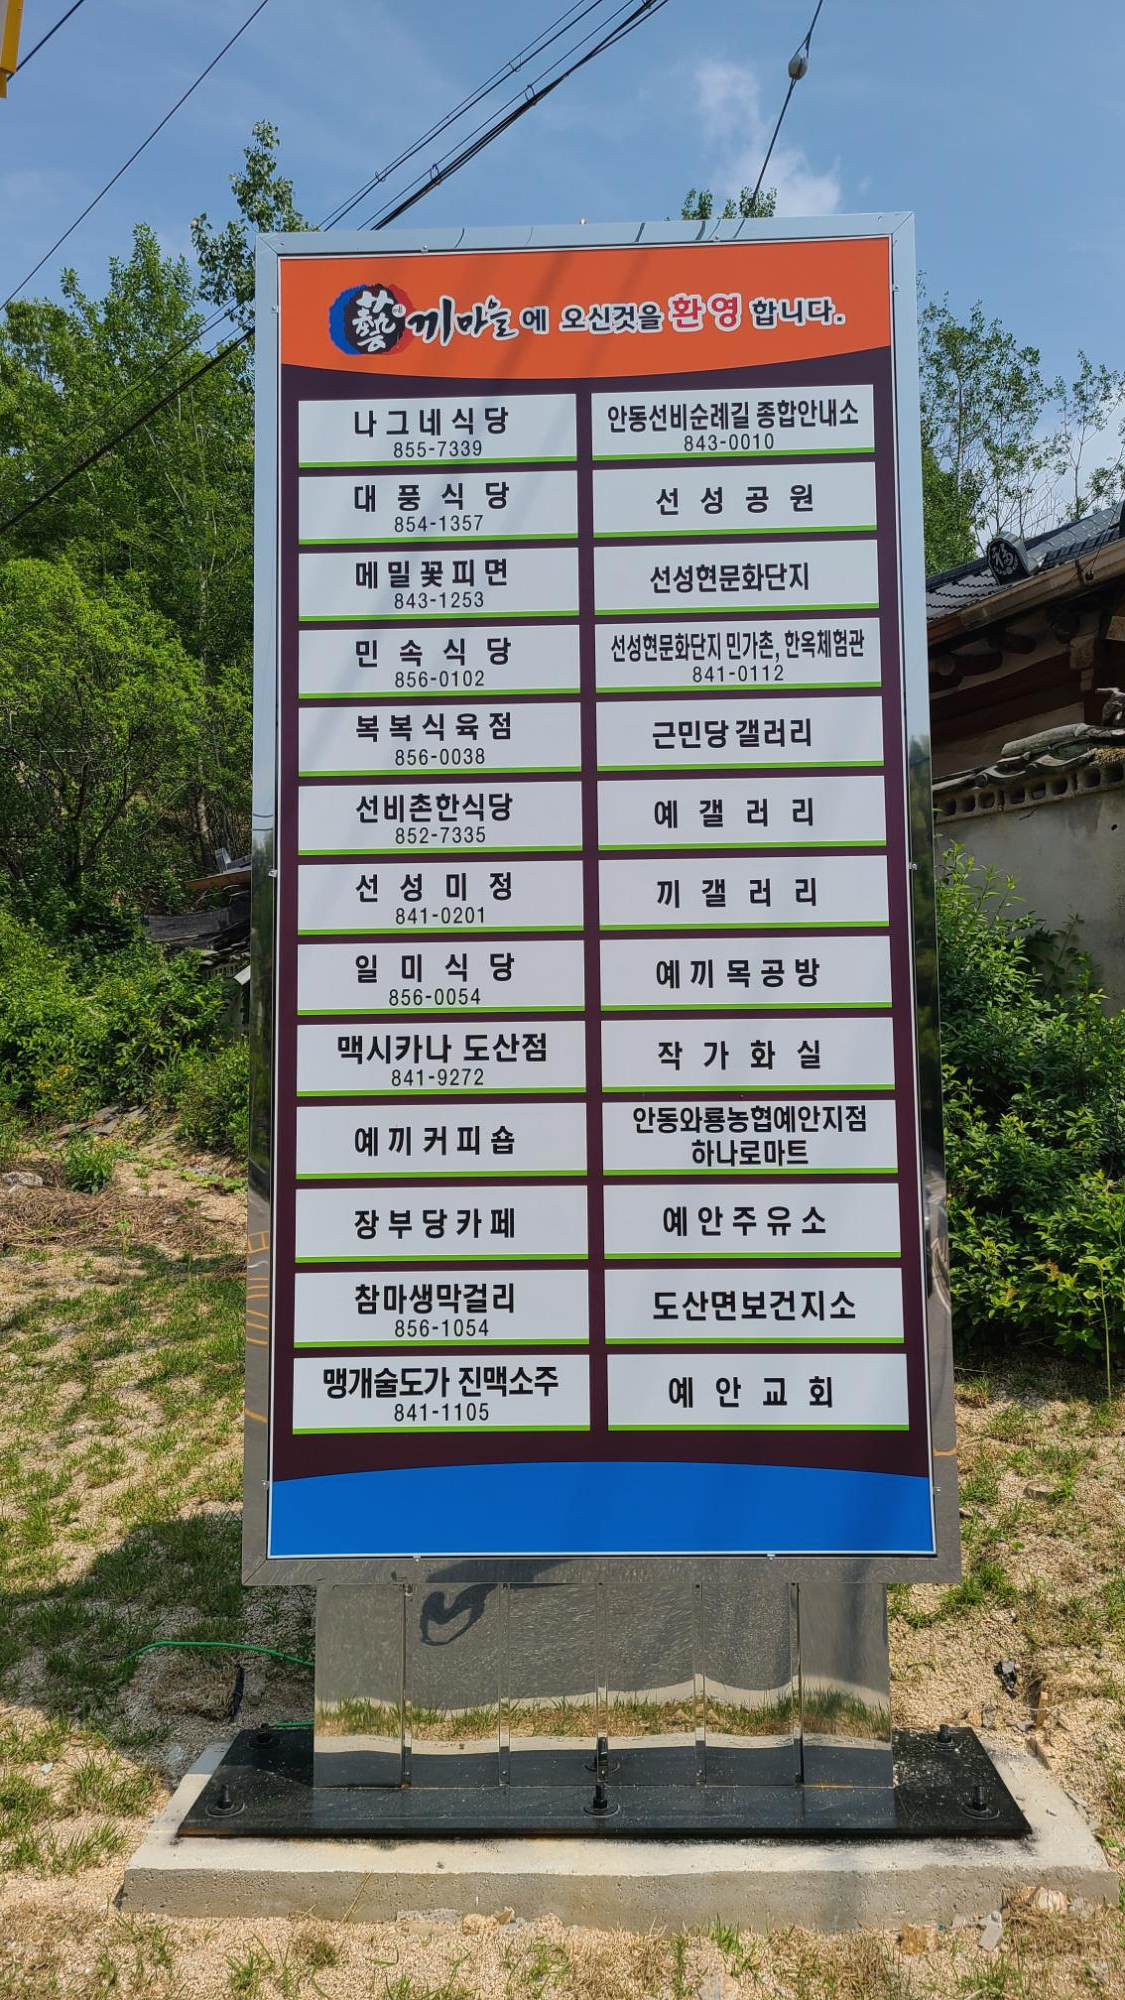 藝에끼마을에 오신것을 환영합니다.
나그네식당
855-7339
대풍식당
854-1357
메밀꽃피면
843-1253
민속식당
856-0102
복복식육점
856-0038
선비촌한식당
852-7335
선성미정
841-0201
일미식당
856-0054
맥시카나 도산점
841-9272
예끼커피숍
장부당카페
참마생막걸리
856-1054
맹개술도가 진맥소주
841-1105
안동선비순례길 종합안내소
843-0010
선성공원
선성현문화단지
선성현문화단지 민가촌, 한옥체험관
841-0112
근민당 갤러리
예갤러리
끼갤러리
예끼목공방
작가화실
안동와룡농협예안지점
하나로마트
예안주유소
도산면보건지소
예안교회